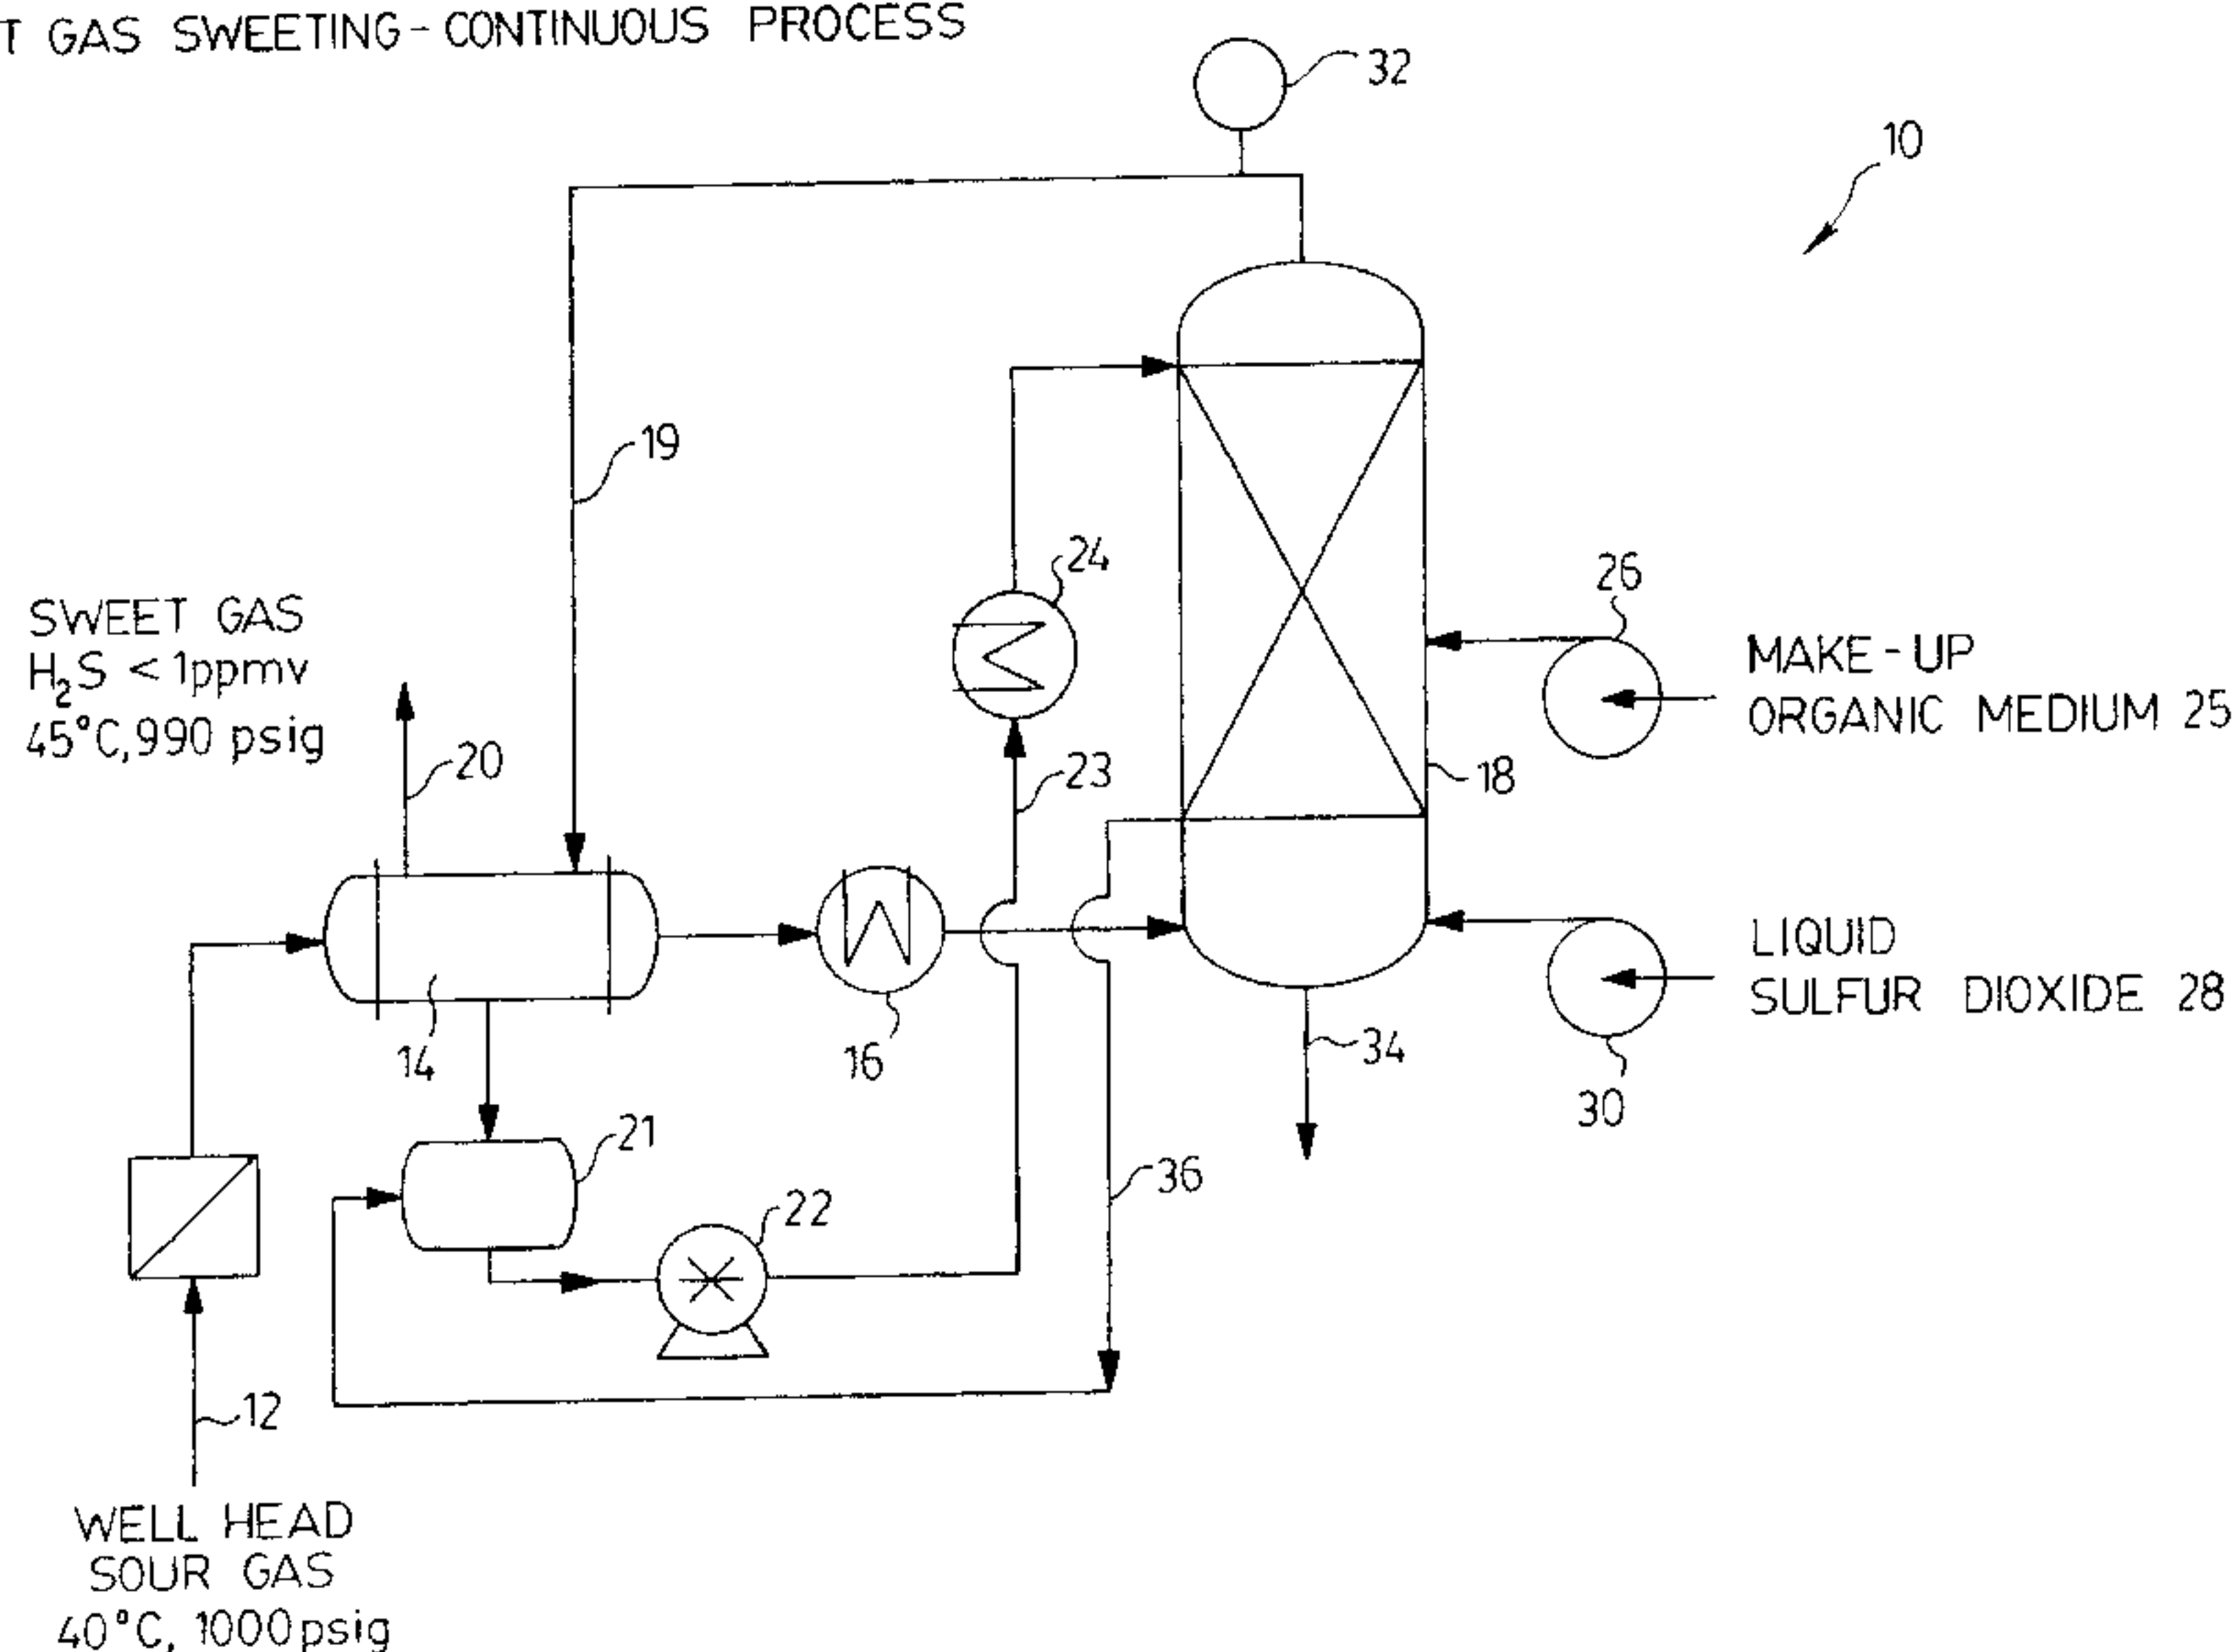 T GAS SWEETING-CONTINUOUS PROCESS
32
10
19
24
26
SWEET GAS
H₂S < 1ppmv
45°C, 990 psig
MAKE-UP
ORGANIC MEDIUM 25
20
23
18
LIQUID
SULFUR DIOXIDE 28
14
16
34
30
21
36
22
12
WELL HEAD
SOUR GAS
40°C, 1000psig